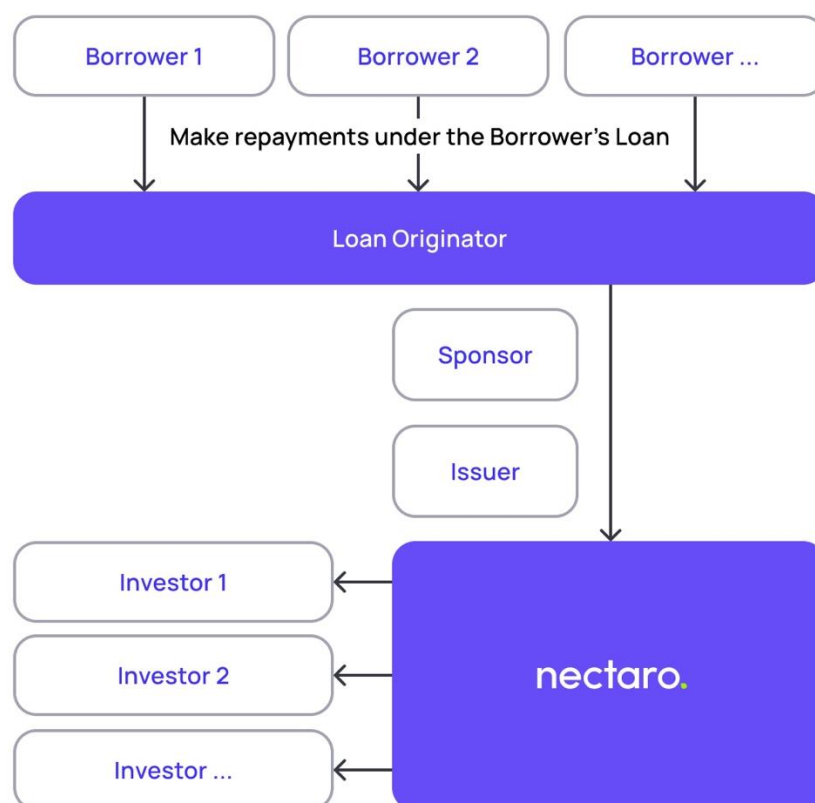 Borrower 1
Borrower 2
Borrower ...
Make repayments under the Borrower's Loan
Loan Originator
Sponsor
Issuer
Investor 1
Investor 2
Investor ...
nectaro.